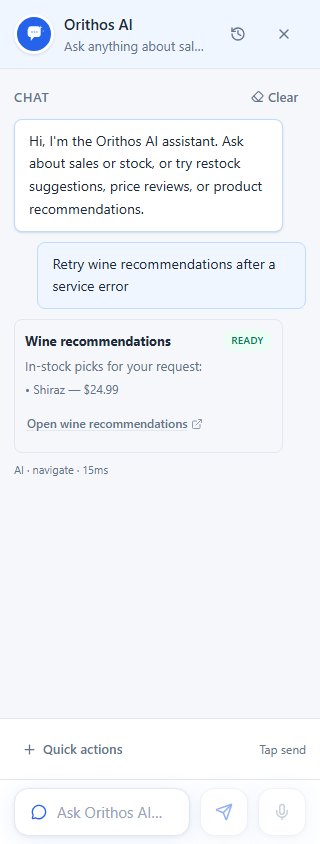 Orithos AI
Ask anything about sal...
CHAT
Clear
Hi, I'm the Orithos AI assistant. Ask
about sales or stock, or try restock
suggestions, price reviews, or product
recommendations.
Retry wine recommendations after a
service error
Wine recommendations
READY
In-stock picks for your request:
• Shiraz — $24.99
Open wine recommendations
AI · navigate · 15ms
Quick actions
Tap send
Ask Orithos AI...